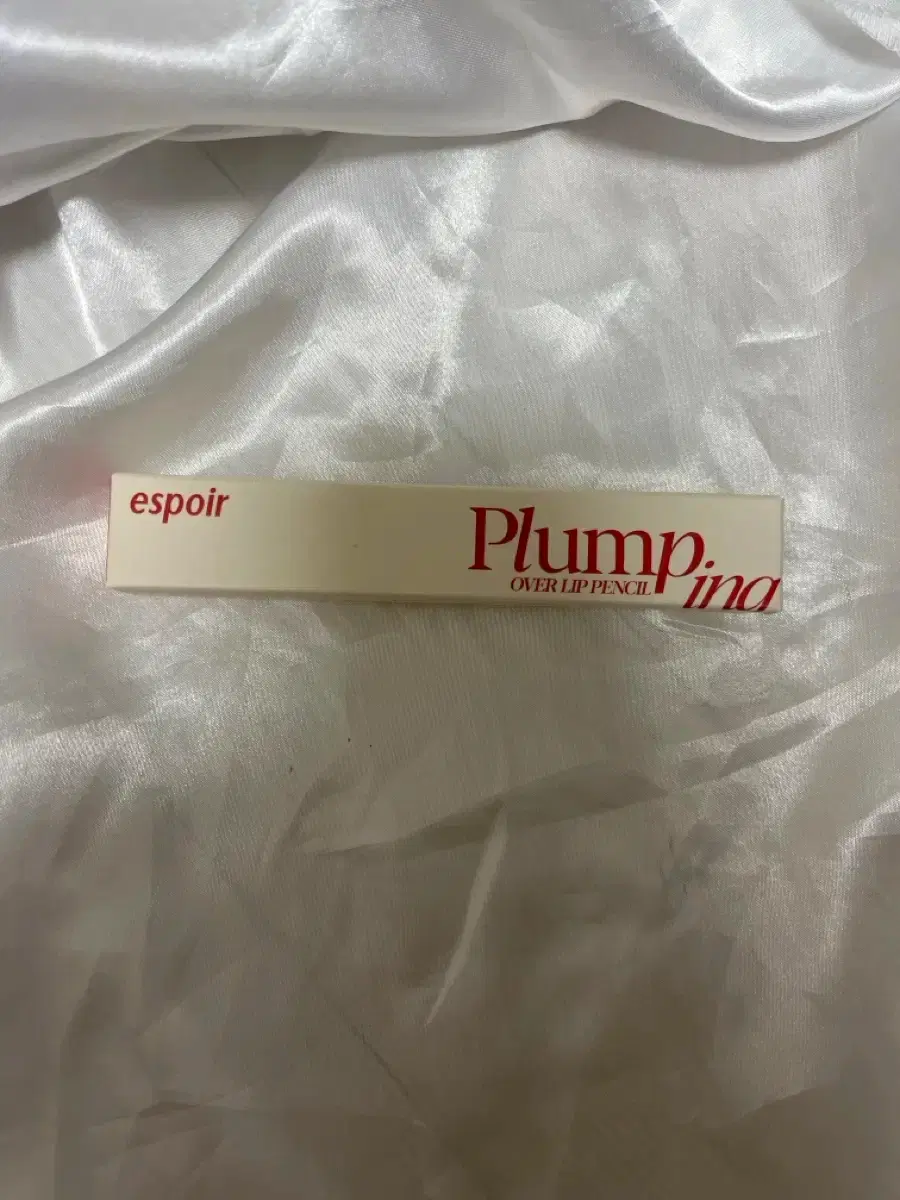 espoir
Plumping
OVER LIP PENCIL